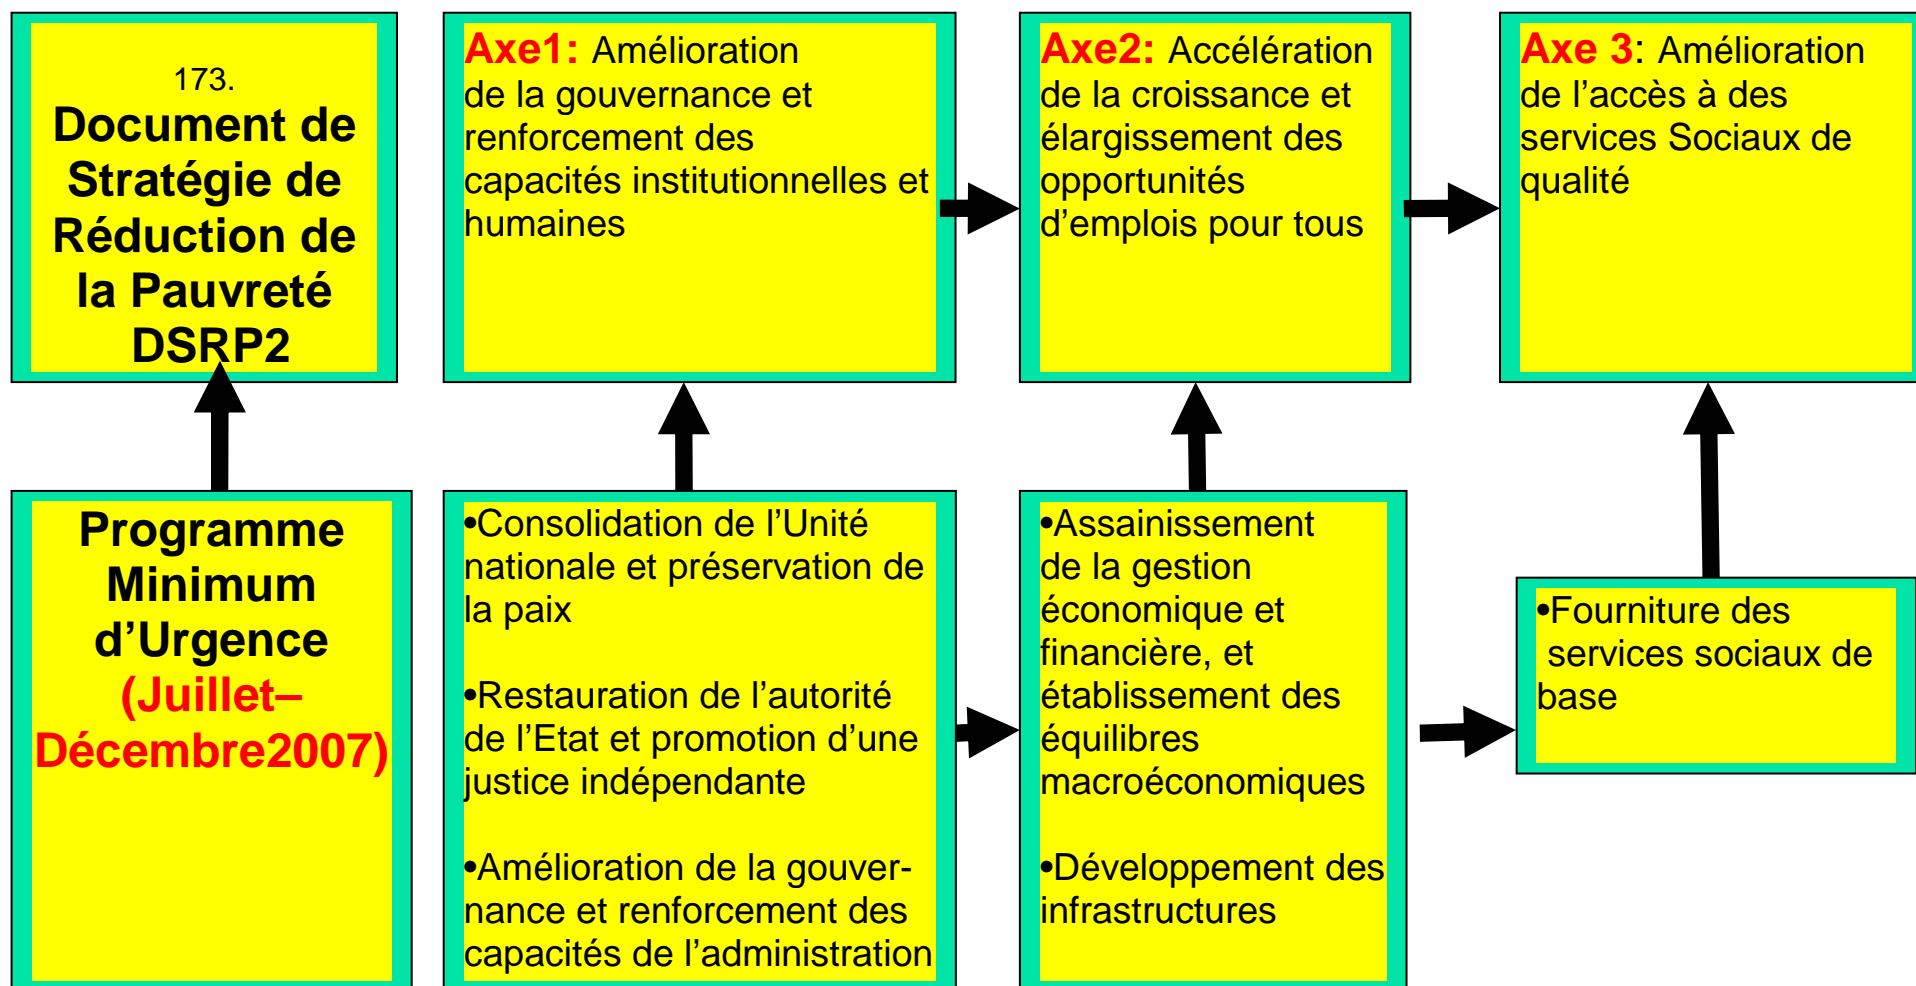 173.
Document de
Stratégie de
Réduction de
la Pauvreté
DSRP2
Axe1: Amélioration
de la gouvernance et
renforcement des
capacités institutionnelles et
humaines
Axe2: Accélération
de la croissance et
élargissement des
opportunités
d’emplois pour tous
Axe 3: Amélioration
de l’accès à des
services Sociaux de
qualité
Programme
Minimum
d’Urgence
(Juillet–
Décembre2007)
•Consolidation de l’Unité
nationale et préservation de
la paix
•Restauration de l’autorité
de l’Etat et promotion d’une
justice indépendante
•Amélioration de la gouver-
nance et renforcement des
capacités de l’administration
•Assainissement
de la gestion
économique et
financière, et
établissement des
équilibres
macroéconomiques
•Développement des
infrastructures
•Fourniture des
services sociaux de
base